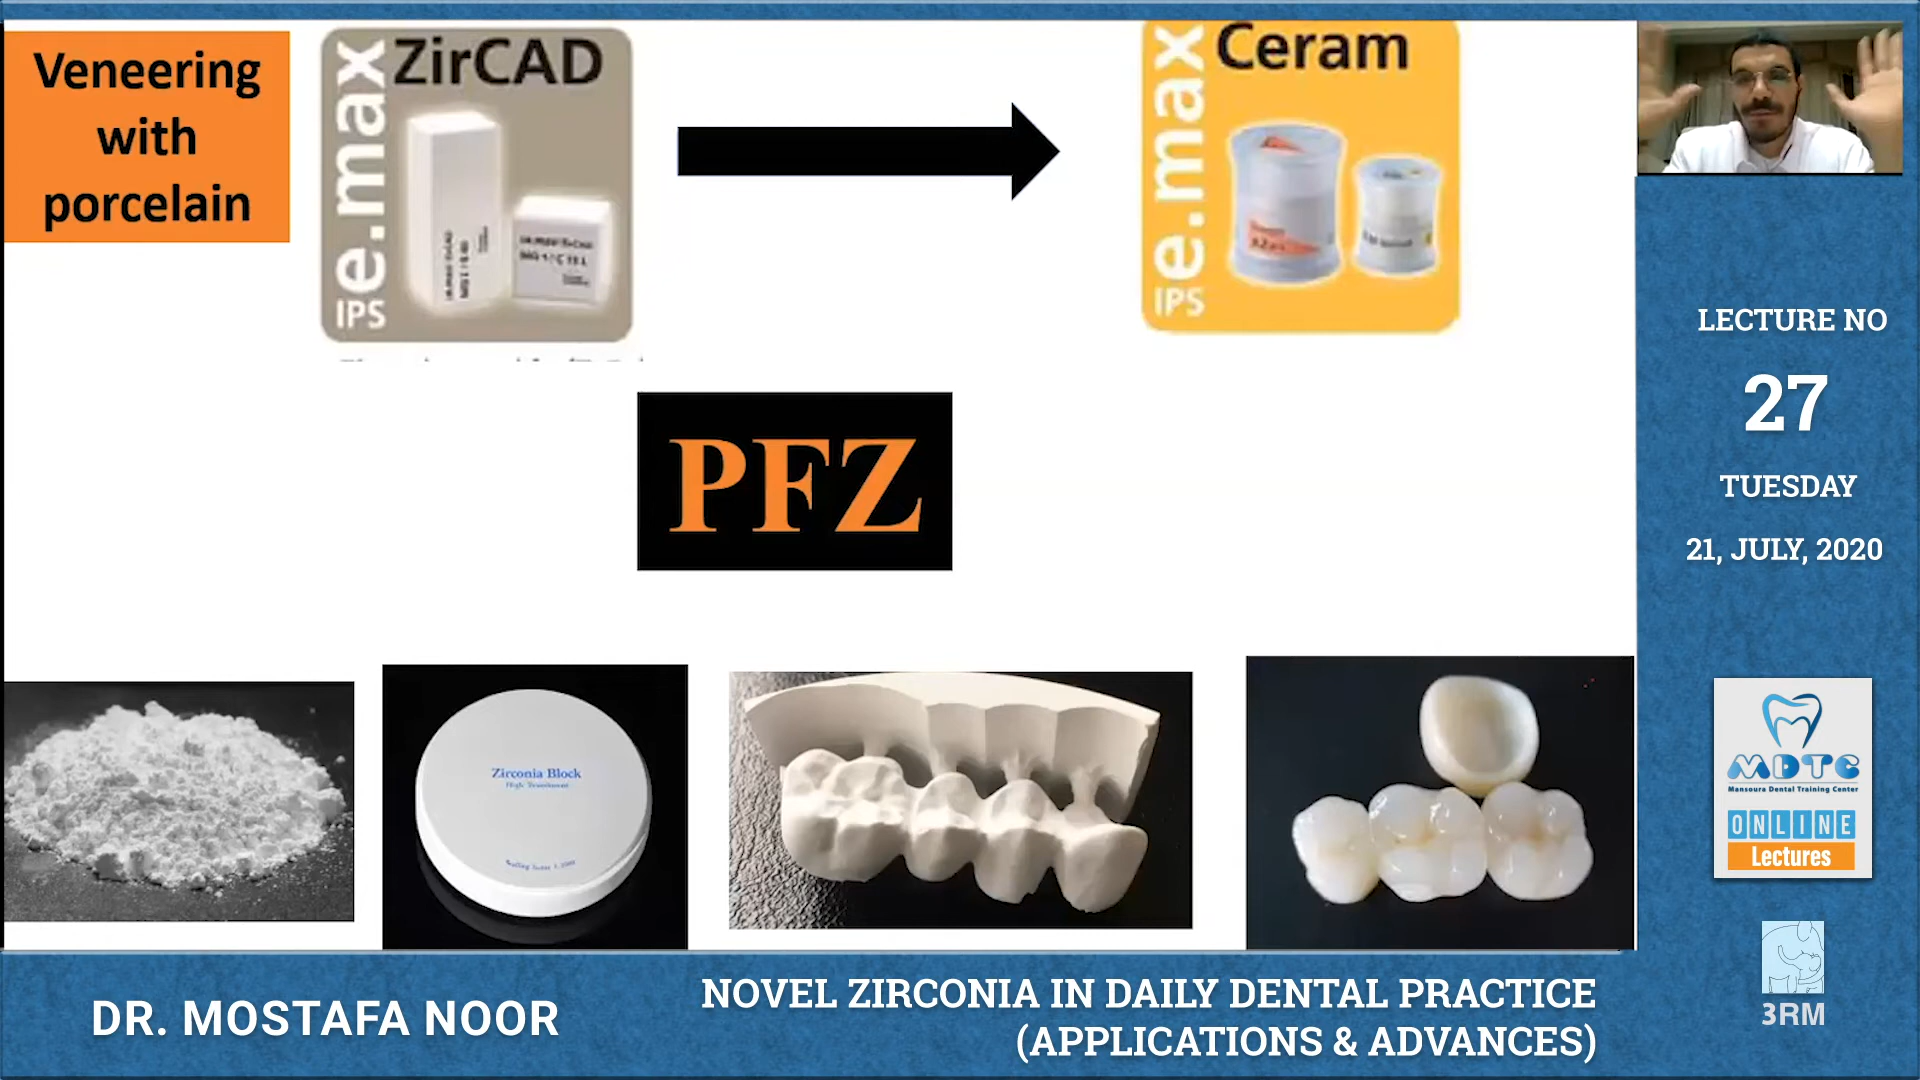 Veneering
with
porcelain
ZirCAD
IPS e.max
Ceram
IPS e.max
PFZ
Zirconia Block
LECTURE NO
27
TUESDAY
21, JULY, 2020
MDTC
Mansoura Dental Training Center
ONLINE
Lectures
3RM
DR. MOSTAFA NOOR
NOVEL ZIRCONIA IN DAILY DENTAL PRACTICE
(APPLICATIONS & ADVANCES)